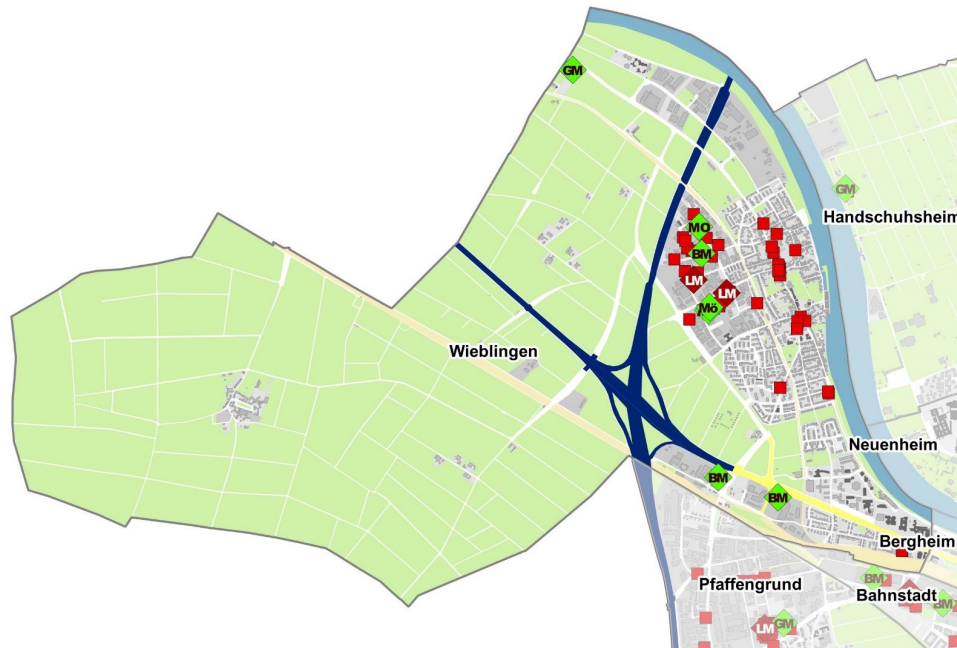 GM
GM
Handschuhsheim
MO
BM
LM
LM
Mö
Wieblingen
Neuenheim
BM
BM
Bergheim
Pfaffengrund
BM
Bahnstadt
BM
LM
GM